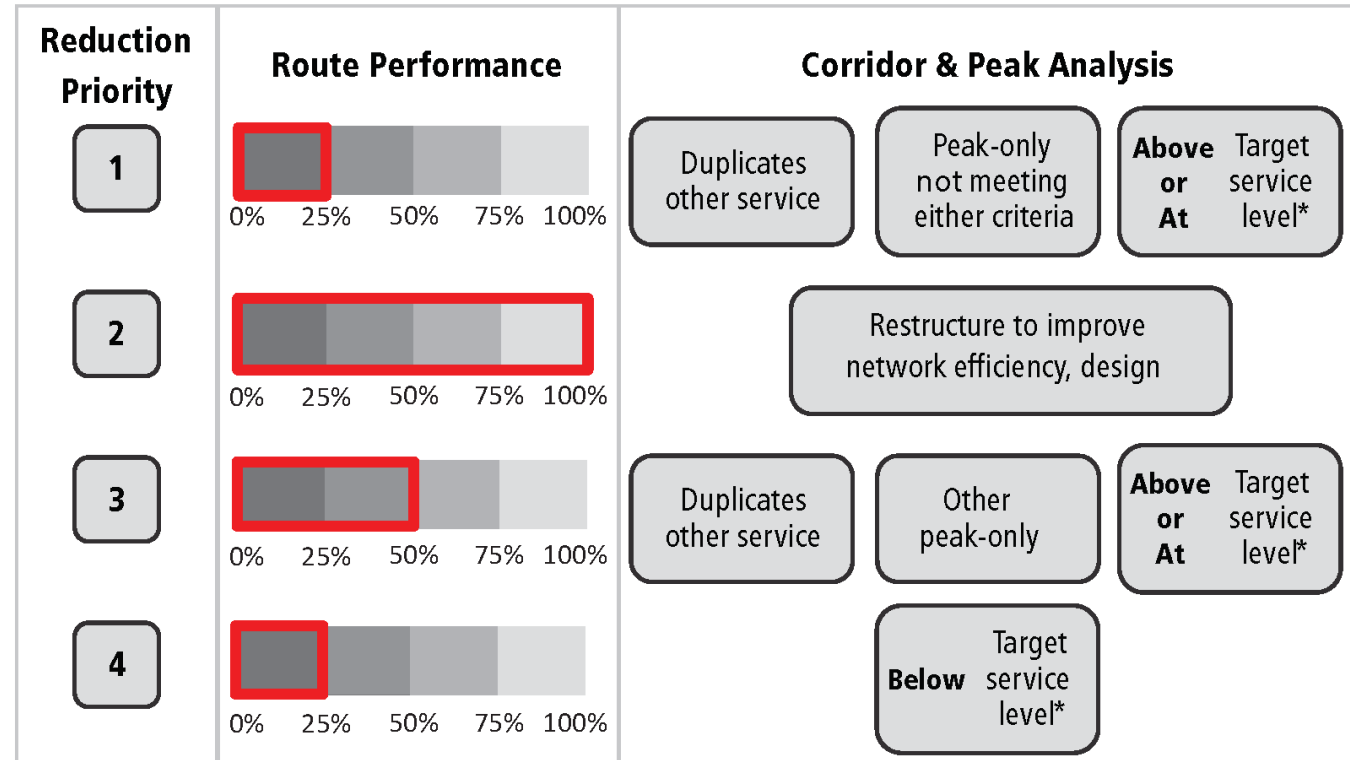 Reduction
Priority
Route Performance
Corridor & Peak Analysis
1
0% 25% 50% 75% 100%
Duplicates
other service
Peak-only
not meeting
either criteria
Above
or
At
Target
service
level*
2
0% 25% 50% 75% 100%
Restructure to improve
network efficiency, design
3
0% 25% 50% 75% 100%
Duplicates
other service
Other
peak-only
Above
or
At
Target
service
level*
4
0% 25% 50% 75% 100%
Below
Target
service
level*